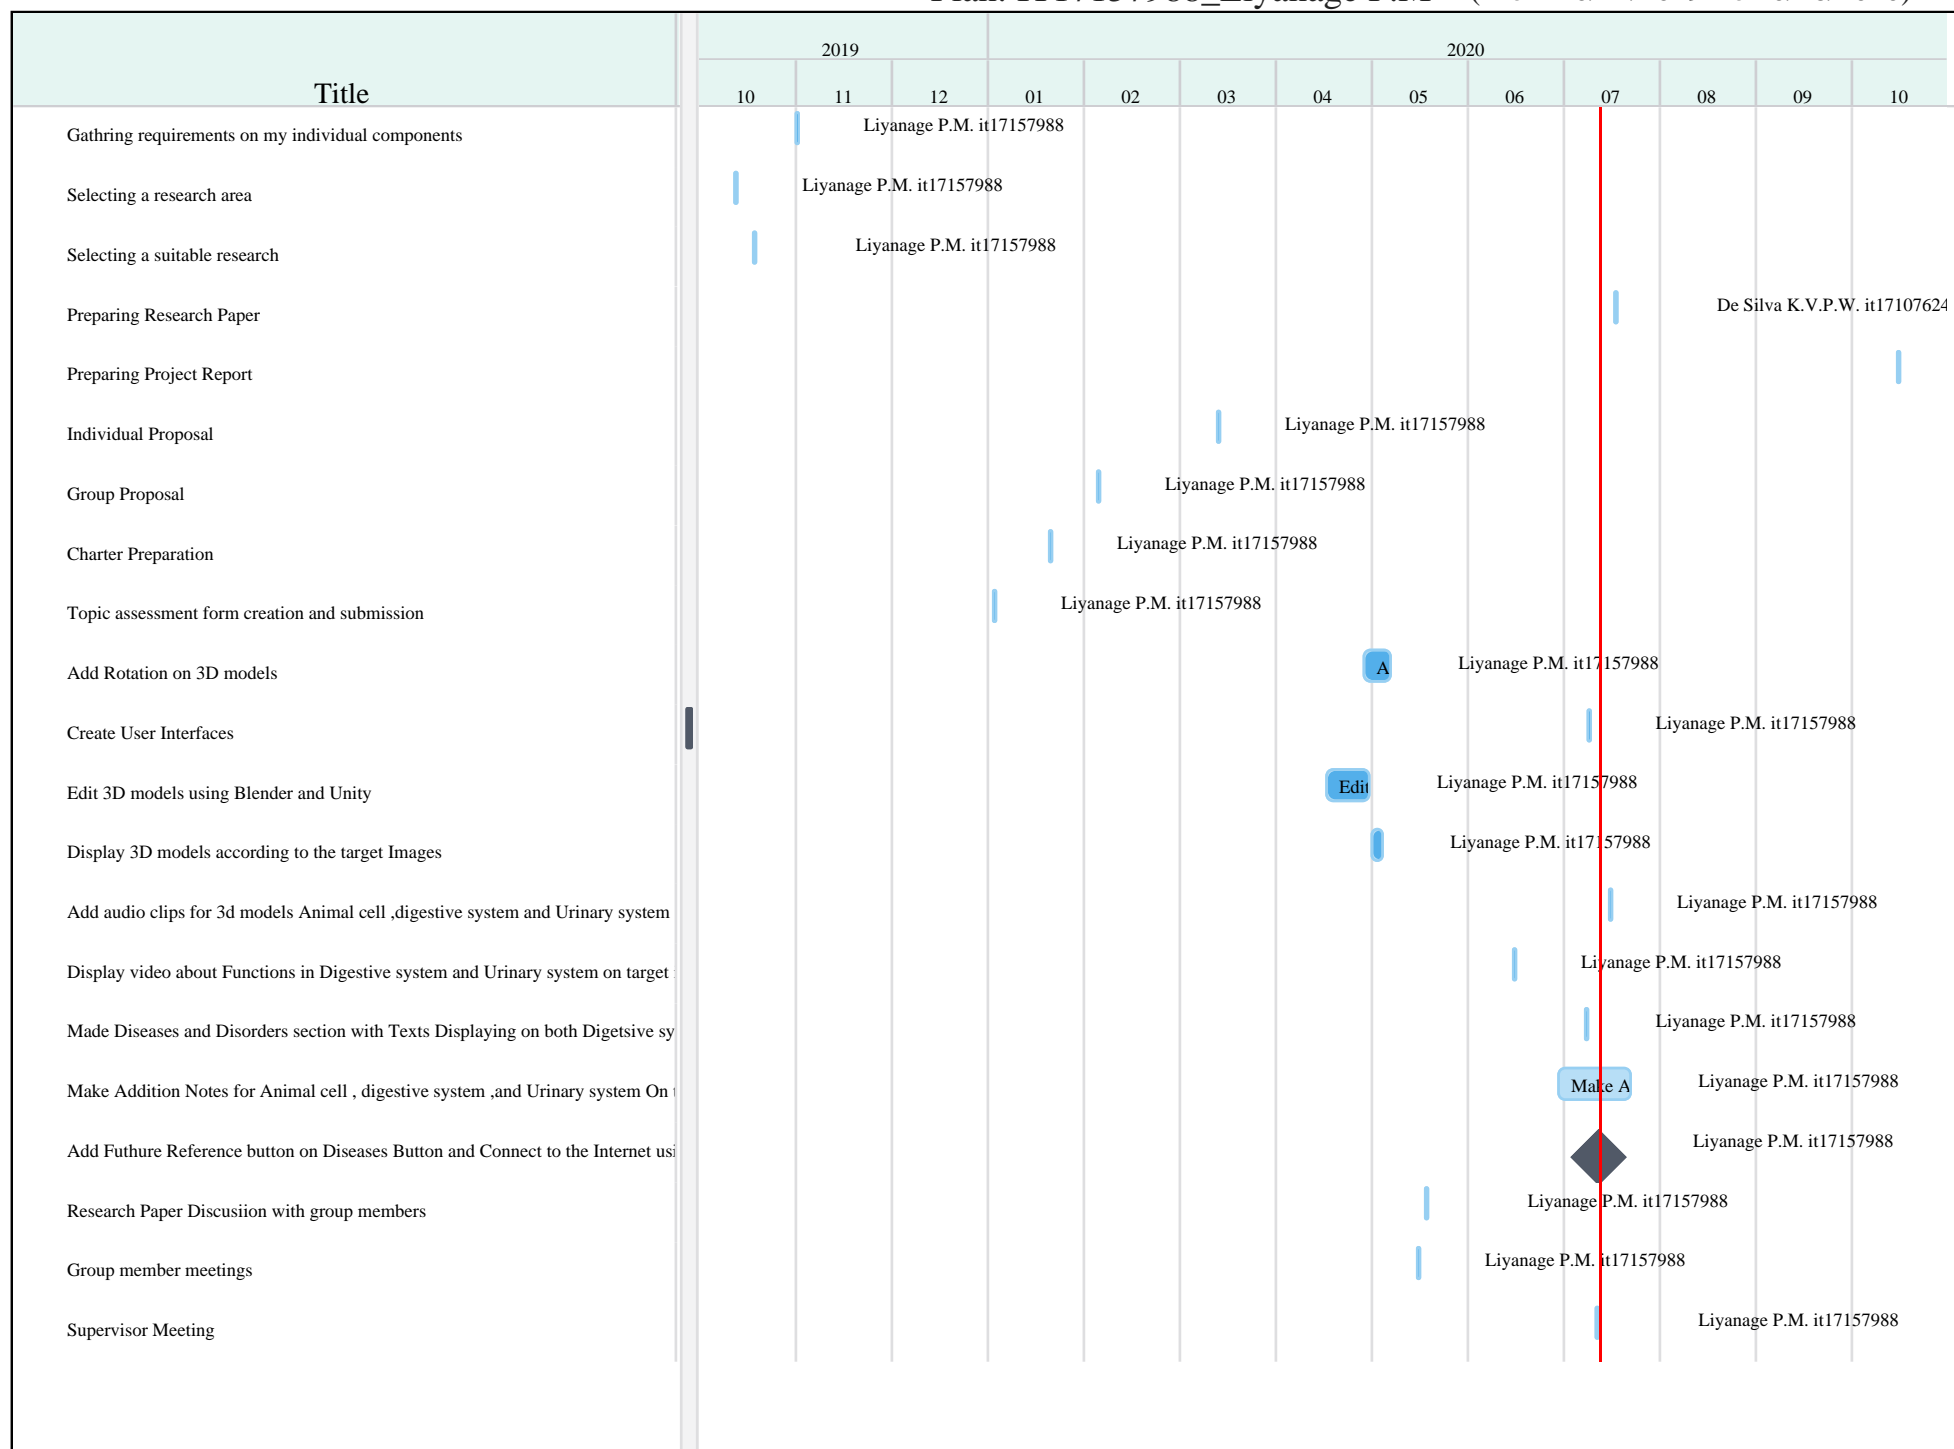 2019 2020
Title
10 11 12 01 02 03 04 05 06 07 08 09 10
Gathring requirements on my individual components Liyanage P.M. it17157988
Selecting a research area Liyanage P.M. it17157988
Selecting a suitable research Liyanage P.M. it17157988
Preparing Research Paper De Silva K.V.P.W. it17107624
Preparing Project Report
Individual Proposal Liyanage P.M. it17157988
Group Proposal Liyanage P.M. it17157988
Charter Preparation Liyanage P.M. it17157988
Topic assessment form creation and submission Liyanage P.M. it17157988
Add Rotation on 3D models A Liyanage P.M. it17157988
Create User Interfaces Liyanage P.M. it17157988
Edit 3D models using Blender and Unity Edit Liyanage P.M. it17157988
Display 3D models according to the target Images Liyanage P.M. it17157988
Add audio clips for 3d models Animal cell ,digestive system and Urinary system Liyanage P.M. it17157988
Display video about Functions in Digestive system and Urinary system on target Liyanage P.M. it17157988
Made Diseases and Disorders section with Texts Displaying on both Digetsive sy Liyanage P.M. it17157988
Make Addition Notes for Animal cell , digestive system ,and Urinary system On Make A Liyanage P.M. it17157988
Add Futhure Reference button on Diseases Button and Connect to the Internet usi Liyanage P.M. it17157988
Research Paper Discusiion with group members Liyanage P.M. it17157988
Group member meetings Liyanage P.M. it17157988
Supervisor Meeting Liyanage P.M. it17157988